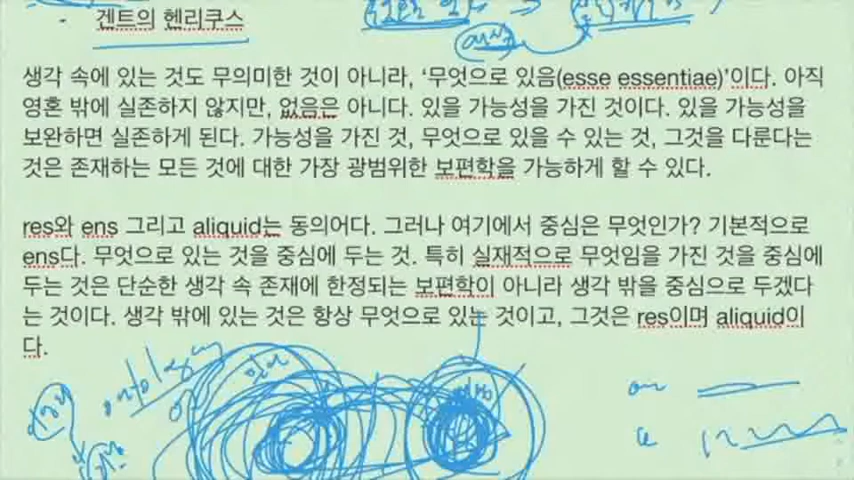 - 겐트의 헨리쿠스
생각 속에 있는 것도 무의미한 것이 아니라, ‘무엇으로 있음(esse essentiae)’이다. 아직
영혼 밖에 실존하지 않지만, 없음은 아니다. 있을 가능성을 가진 것이다. 있을 가능성을
보완하면 실존하게 된다. 가능성을 가진 것, 무엇으로 있을 수 있는 것, 그것을 다룬다는
것은 존재하는 모든 것에 대한 가장 광범위한 보편학을 가능하게 할 수 있다.
res와 ens 그리고 aliquid는 동의어다. 그러나 여기에서 중심은 무엇인가? 기본적으로
ens다. 무엇으로 있는 것을 중심에 두는 것. 특히 실재적으로 무엇임을 가진 것을 중심에
두는 것은 단순한 생각 속 존재에 한정되는 보편학이 아니라 생각 밖을 중심으로 두겠다
는 것이다. 생각 밖에 있는 것은 항상 무엇으로 있는 것이고, 그것은 res이며 aliquid이
다.
ontology